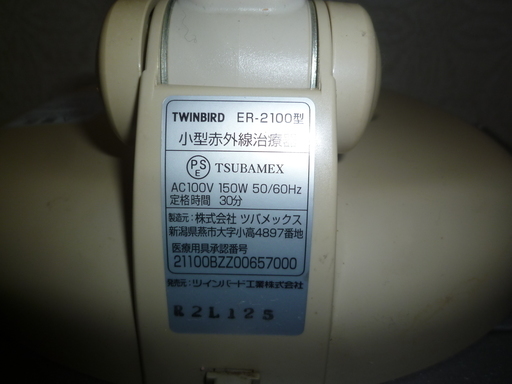 TWINBIRD ER-2100型
小型赤外線治療器
PSE TSUBAMEX
AC100V 150W 50/60Hz
定格時間 30分
製造元:株式会社 ツバメックス
新潟県燕市大字小高4897番地
医療用具承認番号
21100BZZ00657000
発売元:ツインバード工業株式会社
R2L125